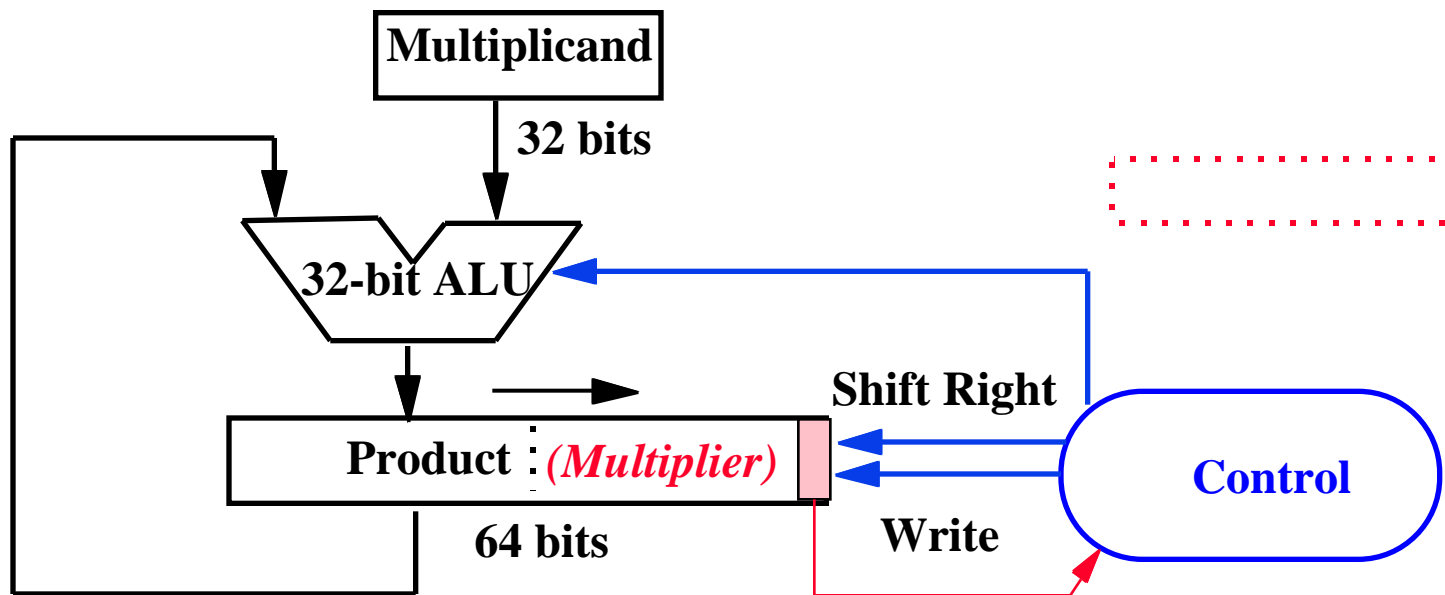 Multiplicand
32 bits
32-bit ALU
Shift Right
Product (Multiplier)
Control
Write
64 bits